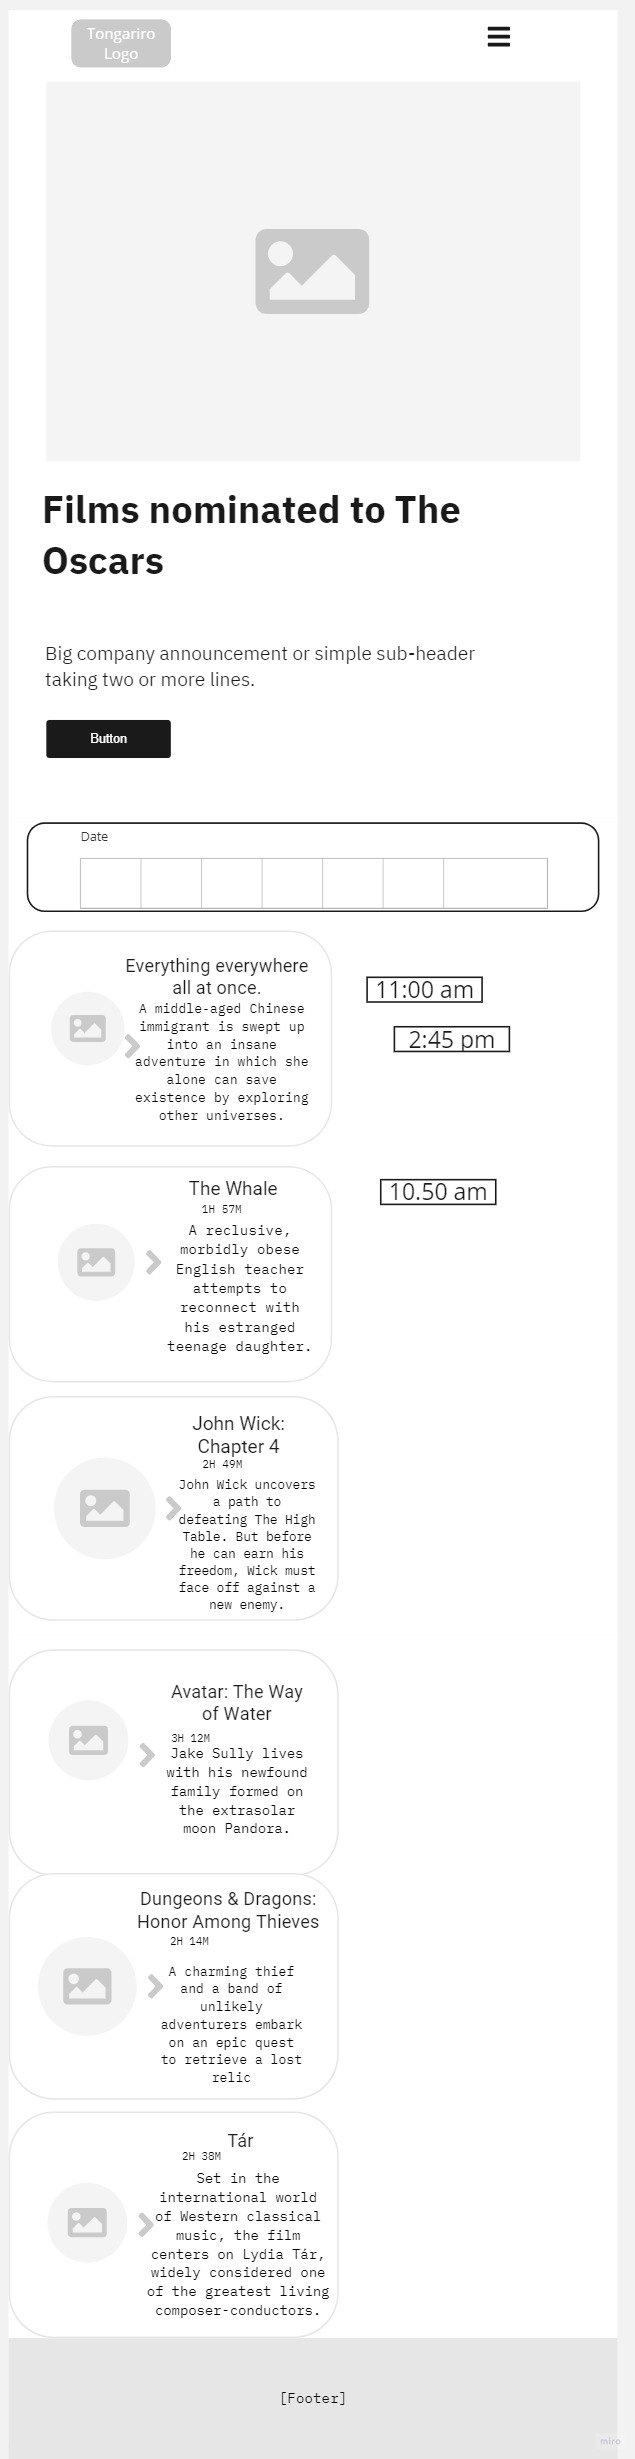 Tongariro
Logo
Films nominated to The
Oscars
Big company announcement or simple sub-header
taking two or more lines.
Button
Date
Everything everywhere
all at once.
A middle-aged Chinese
immigrant is swept up
into an insane
adventure in which she
alone can save
existence by exploring
other universes.
11:00 am
2:45 pm
The Whale
1H 57M
A reclusive,
morbidly obese
English teacher
attempts to
reconnect with
his estranged
teenage daughter.
10.50 am
John Wick:
Chapter 4
2H 49M
John Wick uncovers
a path to
defeating The High
Table. But before
he can earn his
freedom, Wick must
face off against a
new enemy.
Avatar: The Way
of Water
3H 12M
Jake Sully lives
with his newfound
family formed on
the extrasolar
moon Pandora.
Dungeons & Dragons:
Honor Among Thieves
2H 14M
A charming thief
and a band of
unlikely
adventurers embark
on an epic quest
to retrieve a lost
relic
Tár
2H 38M
Set in the
international world
of Western classical
music, the film
centers on Lydia Tár,
widely considered one
of the greatest living
composer-conductors.
[Footer]
miro